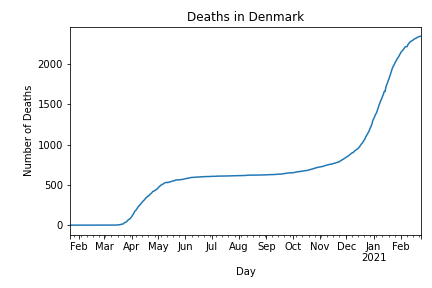 Deaths in Denmark
Number of Deaths
2000
1500
1000
500
0
Feb Mar Apr May Jun Jul Aug Sep Oct Nov Dec Jan Feb
2021
Day